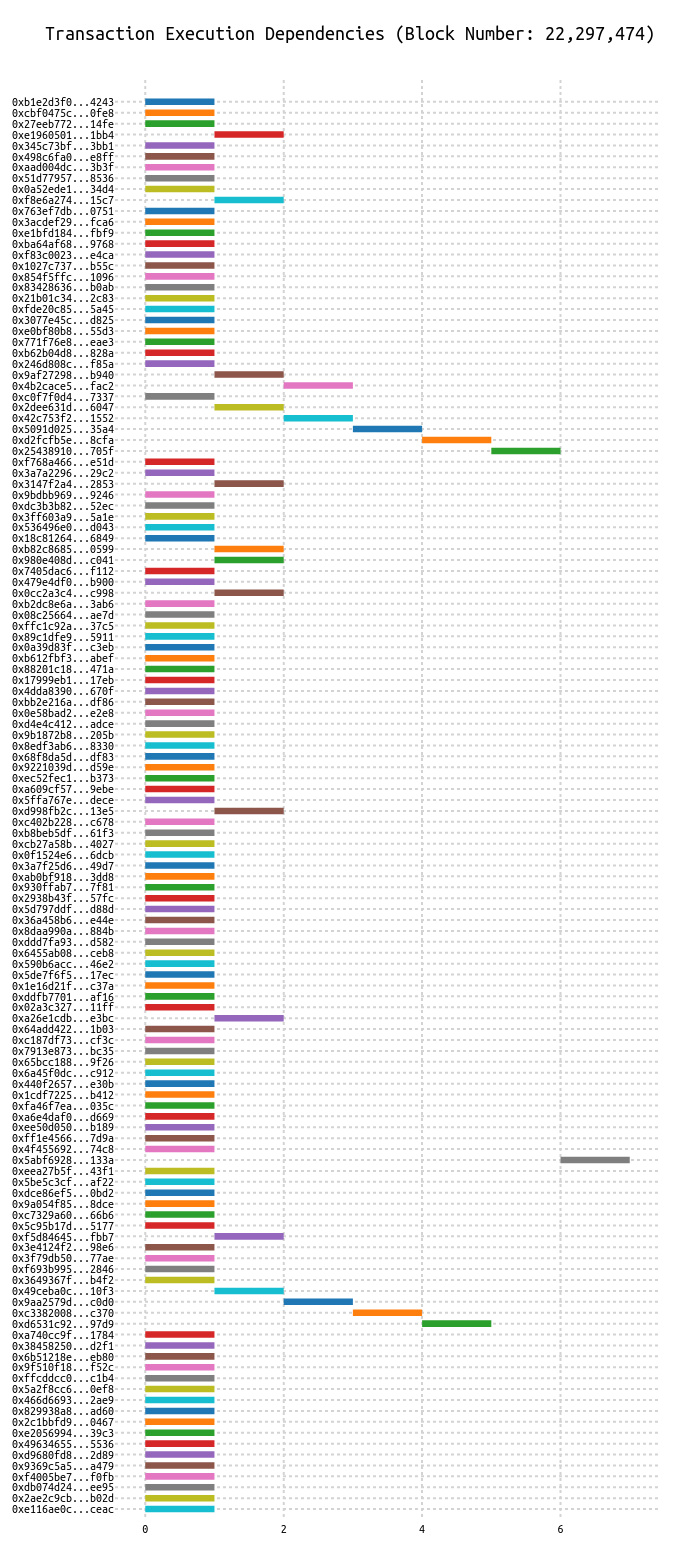 Transaction Execution Dependencies (Block Number: 22,297,474)
0xb1e2d3f0...4243
0xcbf0475c...0fe8
0x27eeb772...14fe
0xe1960501...1bb4
0x345c73bf...3bb1
0x498c6fa0...e8ff
0xaad004dc...3b3f
0x51d77957...8536
0x0a52ede1...34d4
0xf8e6a274...15c7
0x763ef7db...0751
0x3acdef29...fca6
0xe1bfd184...fbf9
0xba64af68...9768
0xf83c0023...e4ca
0x1027c737...b55c
0x854f5ffc...1096
0x83428636...b0ab
0x21b01c34...2c83
0xfde20c85...5a45
0x3077e45c...d825
0xe0bf80b8...55d3
0x771f76e8...eae3
0xb62b04d8...828a
0x246d808c...f85a
0x9af27298...b940
0x4b2cace5...fac2
0xc0f7f0d4...7337
0x2dee631d...6047
0x42c753f2...1552
0x5091d025...35a4
0xd2fcfb5e...8cfa
0x25438910...705f
0xf768a466...e51d
0x3a7a2296...29c2
0x3147f2a4...2853
0x9bdbb969...9246
0xdc3b3b82...52ec
0x3ff603a9...5a1e
0x536496e0...d043
0x18c81264...6849
0xb82c8685...0599
0x980e408d...c041
0x7405dac6...f112
0x479e4df0...b900
0x0cc2a3c4...c998
0xb2dc8e6a...3ab6
0x08c25664...ae7d
0xffc1c92a...37c5
0x89c1dfe9...5911
0x0a39d83f...c3eb
0xb612fbf3...abef
0x88201c18...471a
0x17999eb1...17eb
0x4dda8390...670f
0xbb2e216a...df86
0x0e58bad2...e2e8
0xd4e4c412...adce
0x9b1872b8...205b
0x8edf3ab6...8330
0x68f8da5d...df83
0x9221039d...d59e
0xec52fec1...b373
0xa609cf57...9ebe
0x5ffa767e...dece
0xd998fb2c...13e5
0xc402b228...c678
0xb8beb5df...61f3
0xcb27a58b...4027
0x0f1524e6...6dcb
0x3a7f25d6...49d7
0xab0bf918...3dd8
0x930ffab7...7f81
0x2938b43f...57fc
0x5d797ddf...d88d
0x36a458b6...e44e
0x8daa990a...884b
0xddd7fa93...d582
0x6455ab08...ceb8
0x590b6acc...46e2
0x5de7f6f5...17ec
0x1e16d21f...c37a
0xddfb7701...af16
0x02a3c327...11ff
0xa26e1cdb...e3bc
0x64add422...1b03
0xc187df73...cf3c
0x7913e873...bc35
0x65bcc188...9f26
0x6a45f0dc...c912
0x440f2657...e30b
0x1cdf7225...b412
0xfa46f7ea...035c
0xa6e4daf0...d669
0xee50d050...b189
0xff1e4566...7d9a
0x4f455692...74c8
0x5abf6928...133a
0xeea27b5f...43f1
0x5be5c3cf...af22
0xdce86ef5...0bd2
0x9a054f85...8dce
0xc7329a60...66b6
0x5c95b17d...5177
0xf5d84645...fbb7
0x3e4124f2...98e6
0x3f79db50...77ae
0xf693b995...2846
0x3649367f...b4f2
0x49ceba0c...10f3
0x9aa2579d...c0d0
0xc3382008...c370
0xd6531c92...97d9
0xa740cc9f...1784
0x38458250...d2f1
0x6b51218e...eb80
0x9f510f18...f52c
0xffcddcc0...c1b4
0x5a2f8cc6...0ef8
0x466d6693...2ae9
0x829938a8...ad60
0x2c1bbfd9...0467
0xe2056994...39c3
0x49634655...5536
0xd9680fd8...2d89
0x9369c5a5...a479
0xf4005be7...f0fb
0xdb074d24...ee95
0x2ae2c9cb...b02d
0xe116ae0c...ceac
0 2 4 6